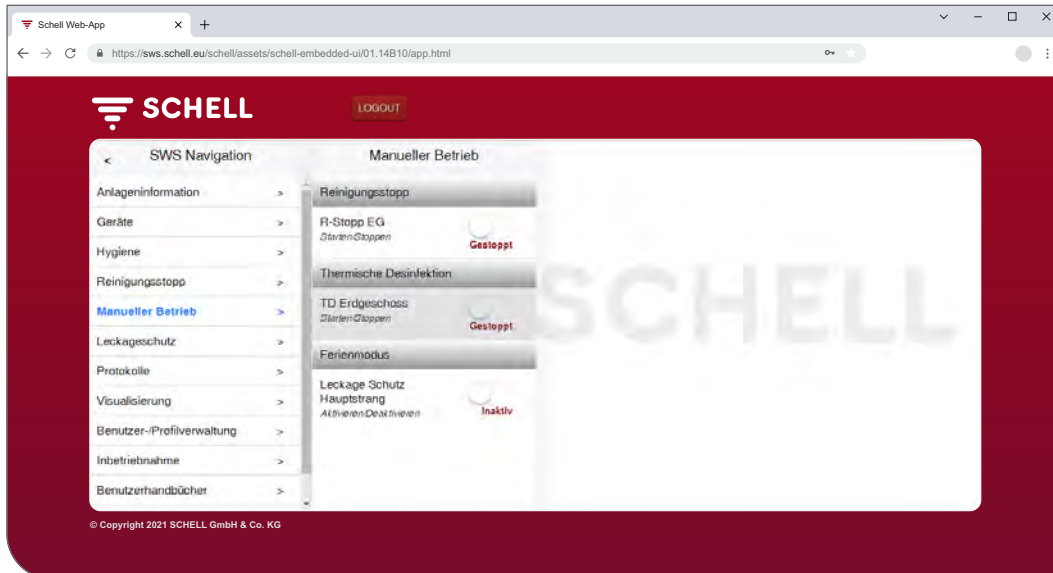 Schell Web-App
https://sws.schell.eu/schell/assets/schell-embedded-ui/01.14B10/app.html
SCHELL
LOGOUT
< SWS Navigation
Anlageninformation >
Geräte >
Hygiene >
Reinigungsstopp >
Manueller Betrieb >
Leckageschutz >
Protokolle >
Visualisierung >
Benutzer-/Profilverwaltung >
Inbetriebnahme >
Benutzerhandbücher >
Manueller Betrieb
Reinigungsstopp
R-Stopp EG
Starten/Stoppen
Gestoppt
Thermische Desinfektion
TD Erdgeschoss
Starten/Stoppen
Gestoppt
Ferienmodus
Leckage Schutz
Hauptstrang
Aktivieren/Deaktivieren
Inaktiv
SCHELL
© Copyright 2021 SCHELL GmbH & Co. KG